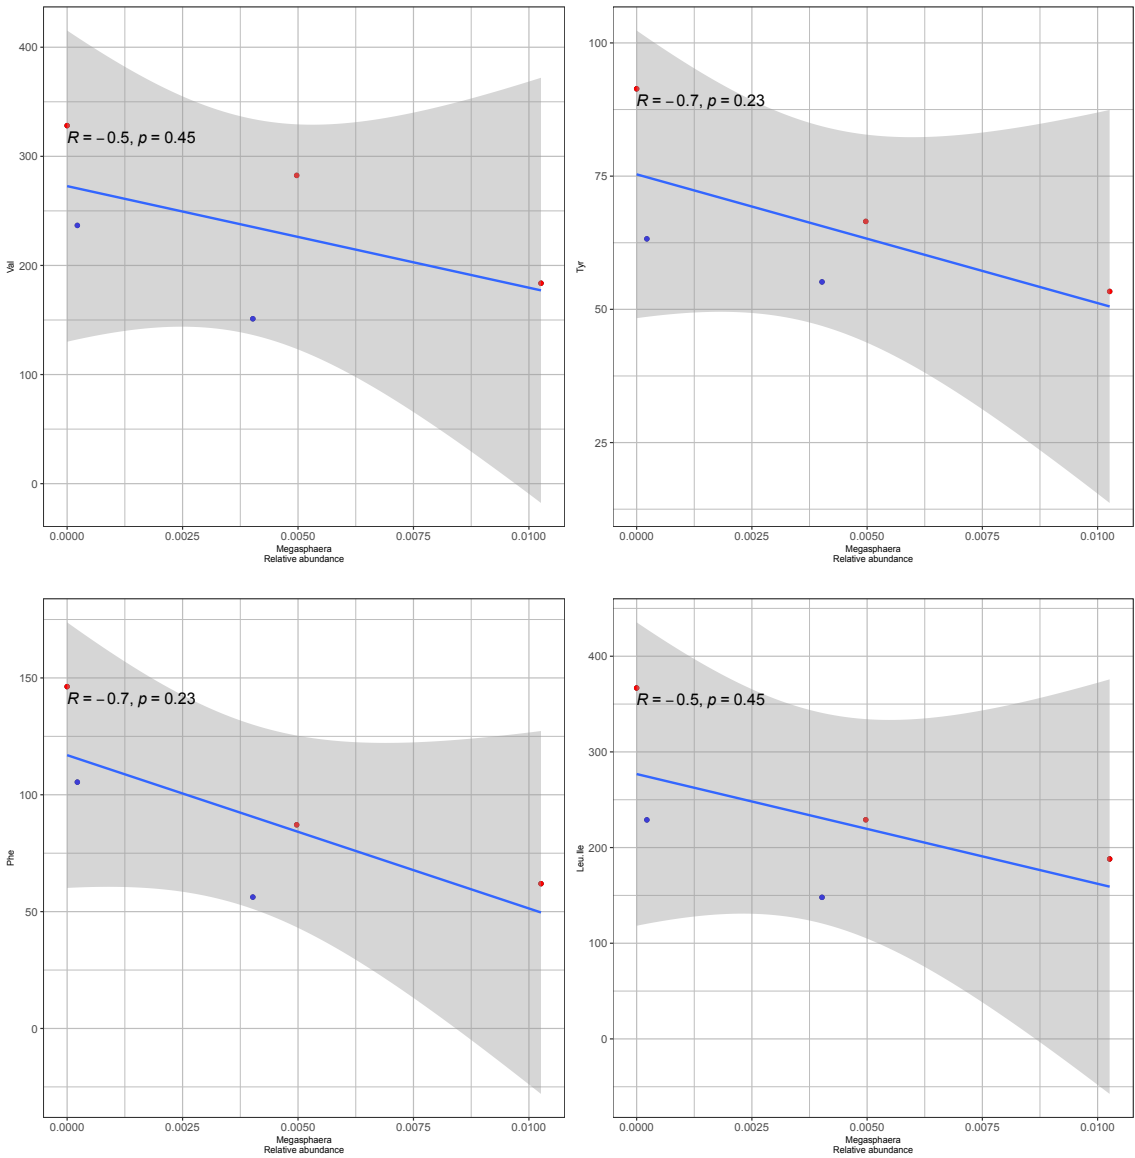 400
300
200
100
0
Val
R = −0.5, p = 0.45
0.0000 0.0025 0.0050 0.0075 0.0100
Megasphaera
Relative abundance
100
75
50
25
Tyr
R = −0.7, p = 0.23
0.0000 0.0025 0.0050 0.0075 0.0100
Megasphaera
Relative abundance
150
100
50
0
Phe
R = −0.7, p = 0.23
0.0000 0.0025 0.0050 0.0075 0.0100
Megasphaera
Relative abundance
400
300
200
100
0
Leu.Ile
R = −0.5, p = 0.45
0.0000 0.0025 0.0050 0.0075 0.0100
Megasphaera
Relative abundance